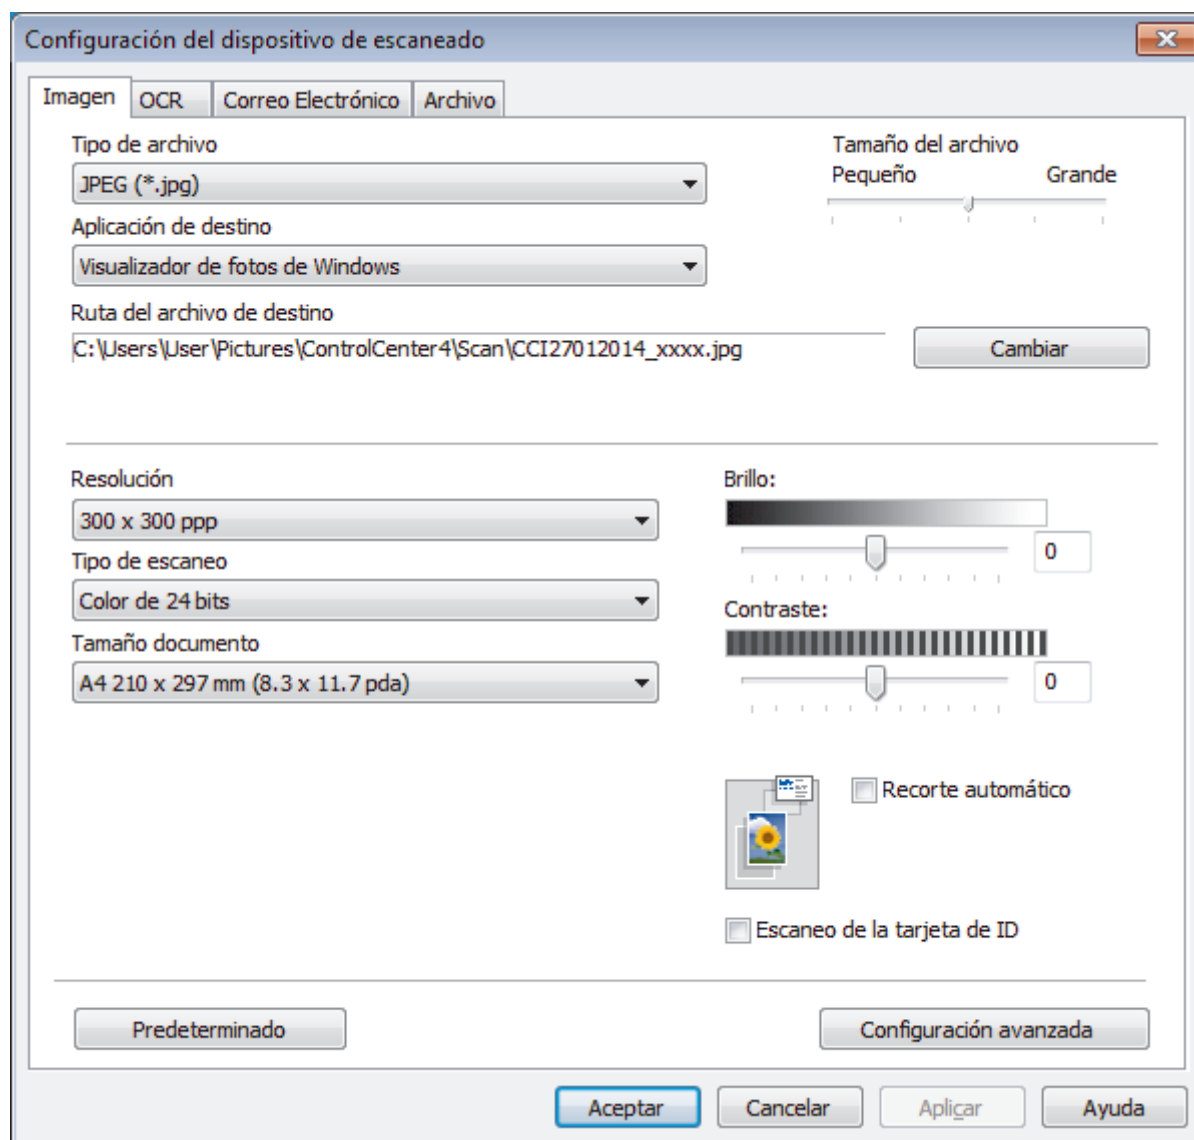 Configuración del dispositivo de escaneado
Imagen OCR Correo Electrónico Archivo
Tipo de archivo
JPEG (*.jpg)
Tamaño del archivo
Pequeño Grande
Aplicación de destino
Visualizador de fotos de Windows
Ruta del archivo de destino
C:\Users\User\Pictures\ControlCenter4\Scan\CCI27012014_xxxx.jpg
Cambiar
Resolución
300 x 300 ppp
Tipo de escaneo
Color de 24 bits
Tamaño documento
A4 210 x 297 mm (8.3 x 11.7 pda)
Brillo:
0
Contraste:
0
Recorte automático
Escaneo de la tarjeta de ID
Predeterminado
Configuración avanzada
Aceptar Cancelar Aplicar Ayuda